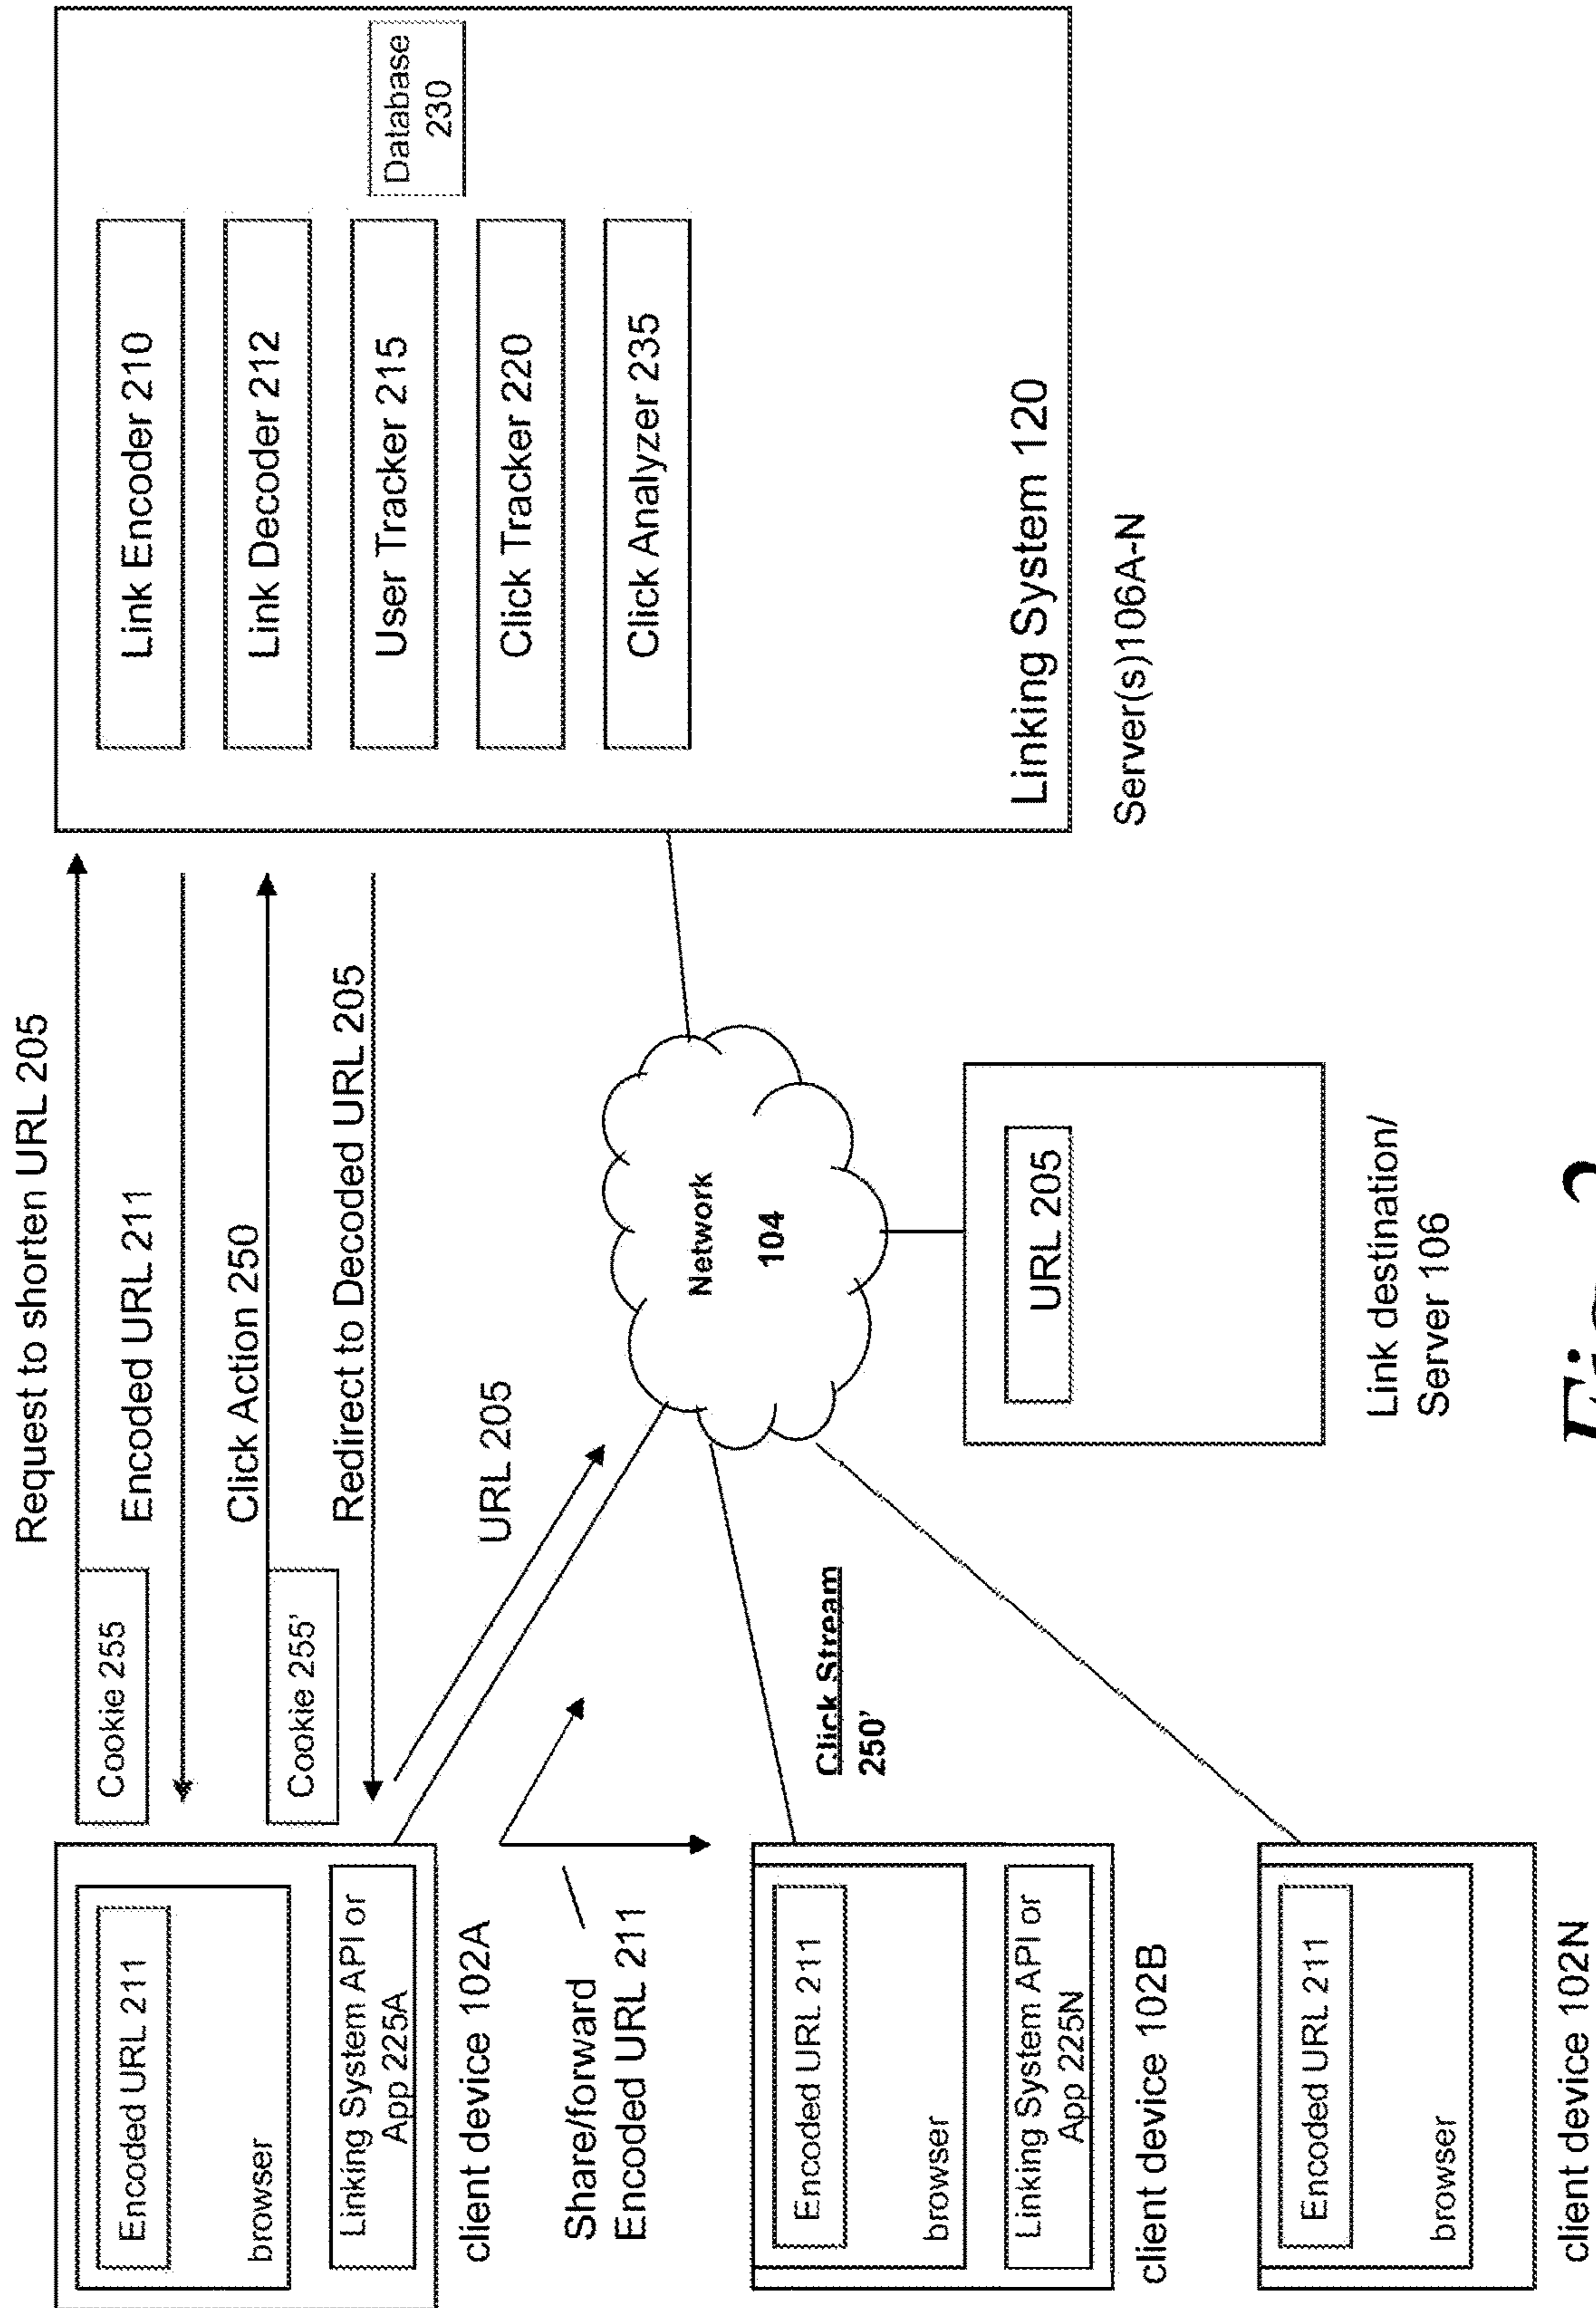 Request to shorten URL 205
Cookie 255
Encoded URL 211
Click Action 250
Cookie 255'
Redirect to Decoded URL 205
URL 205
Encoded URL 211
browser
Linking System API or
App 225A
client device 102A
Share/forward
Encoded URL 211
Encoded URL 211
browser
Linking System API or
App 225N
client device 102B
Encoded URL 211
browser
client device 102N
Click Stream
250'
Network
104
URL 205
Link destination/
Server 106
Link Encoder 210
Link Decoder 212
User Tracker 215
Click Tracker 220
Click Analyzer 235
Database
230
Linking System 120
Server(s)106A-N